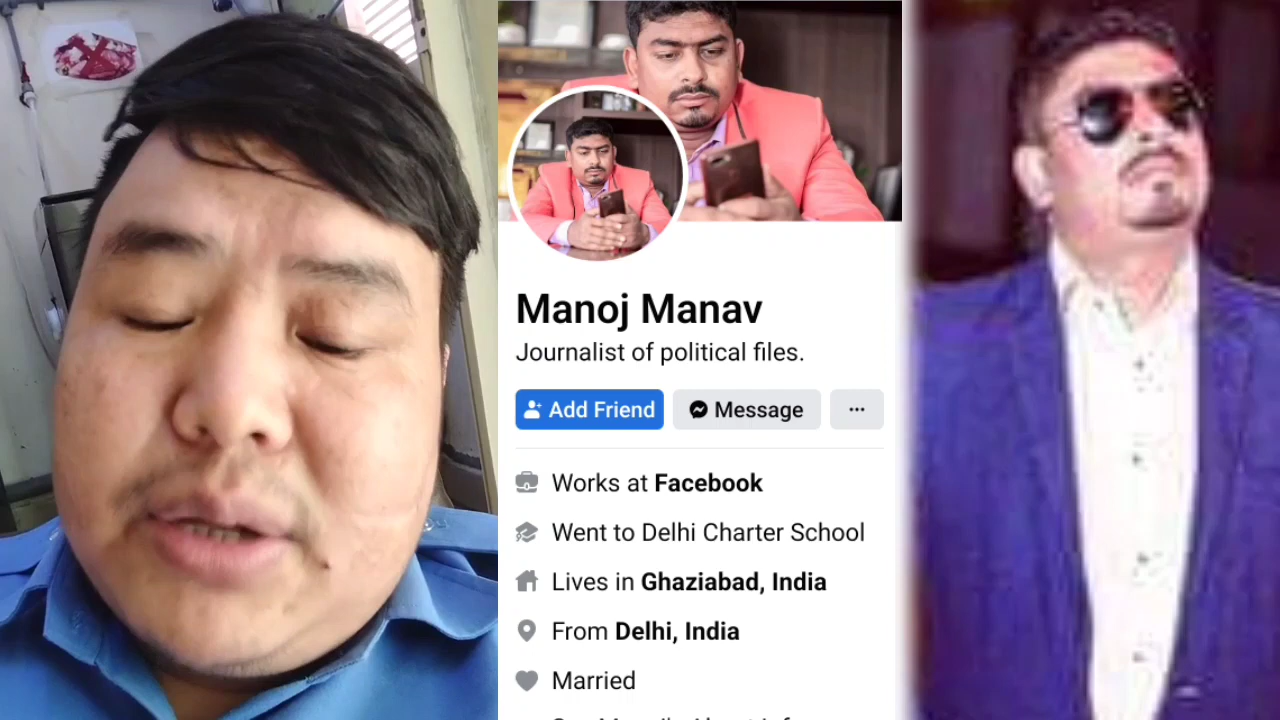 Manoj Manav
Journalist of political files.
Add Friend
Message
Works at Facebook
Went to Delhi Charter School
Lives in Ghaziabad, India
From Delhi, India
Married